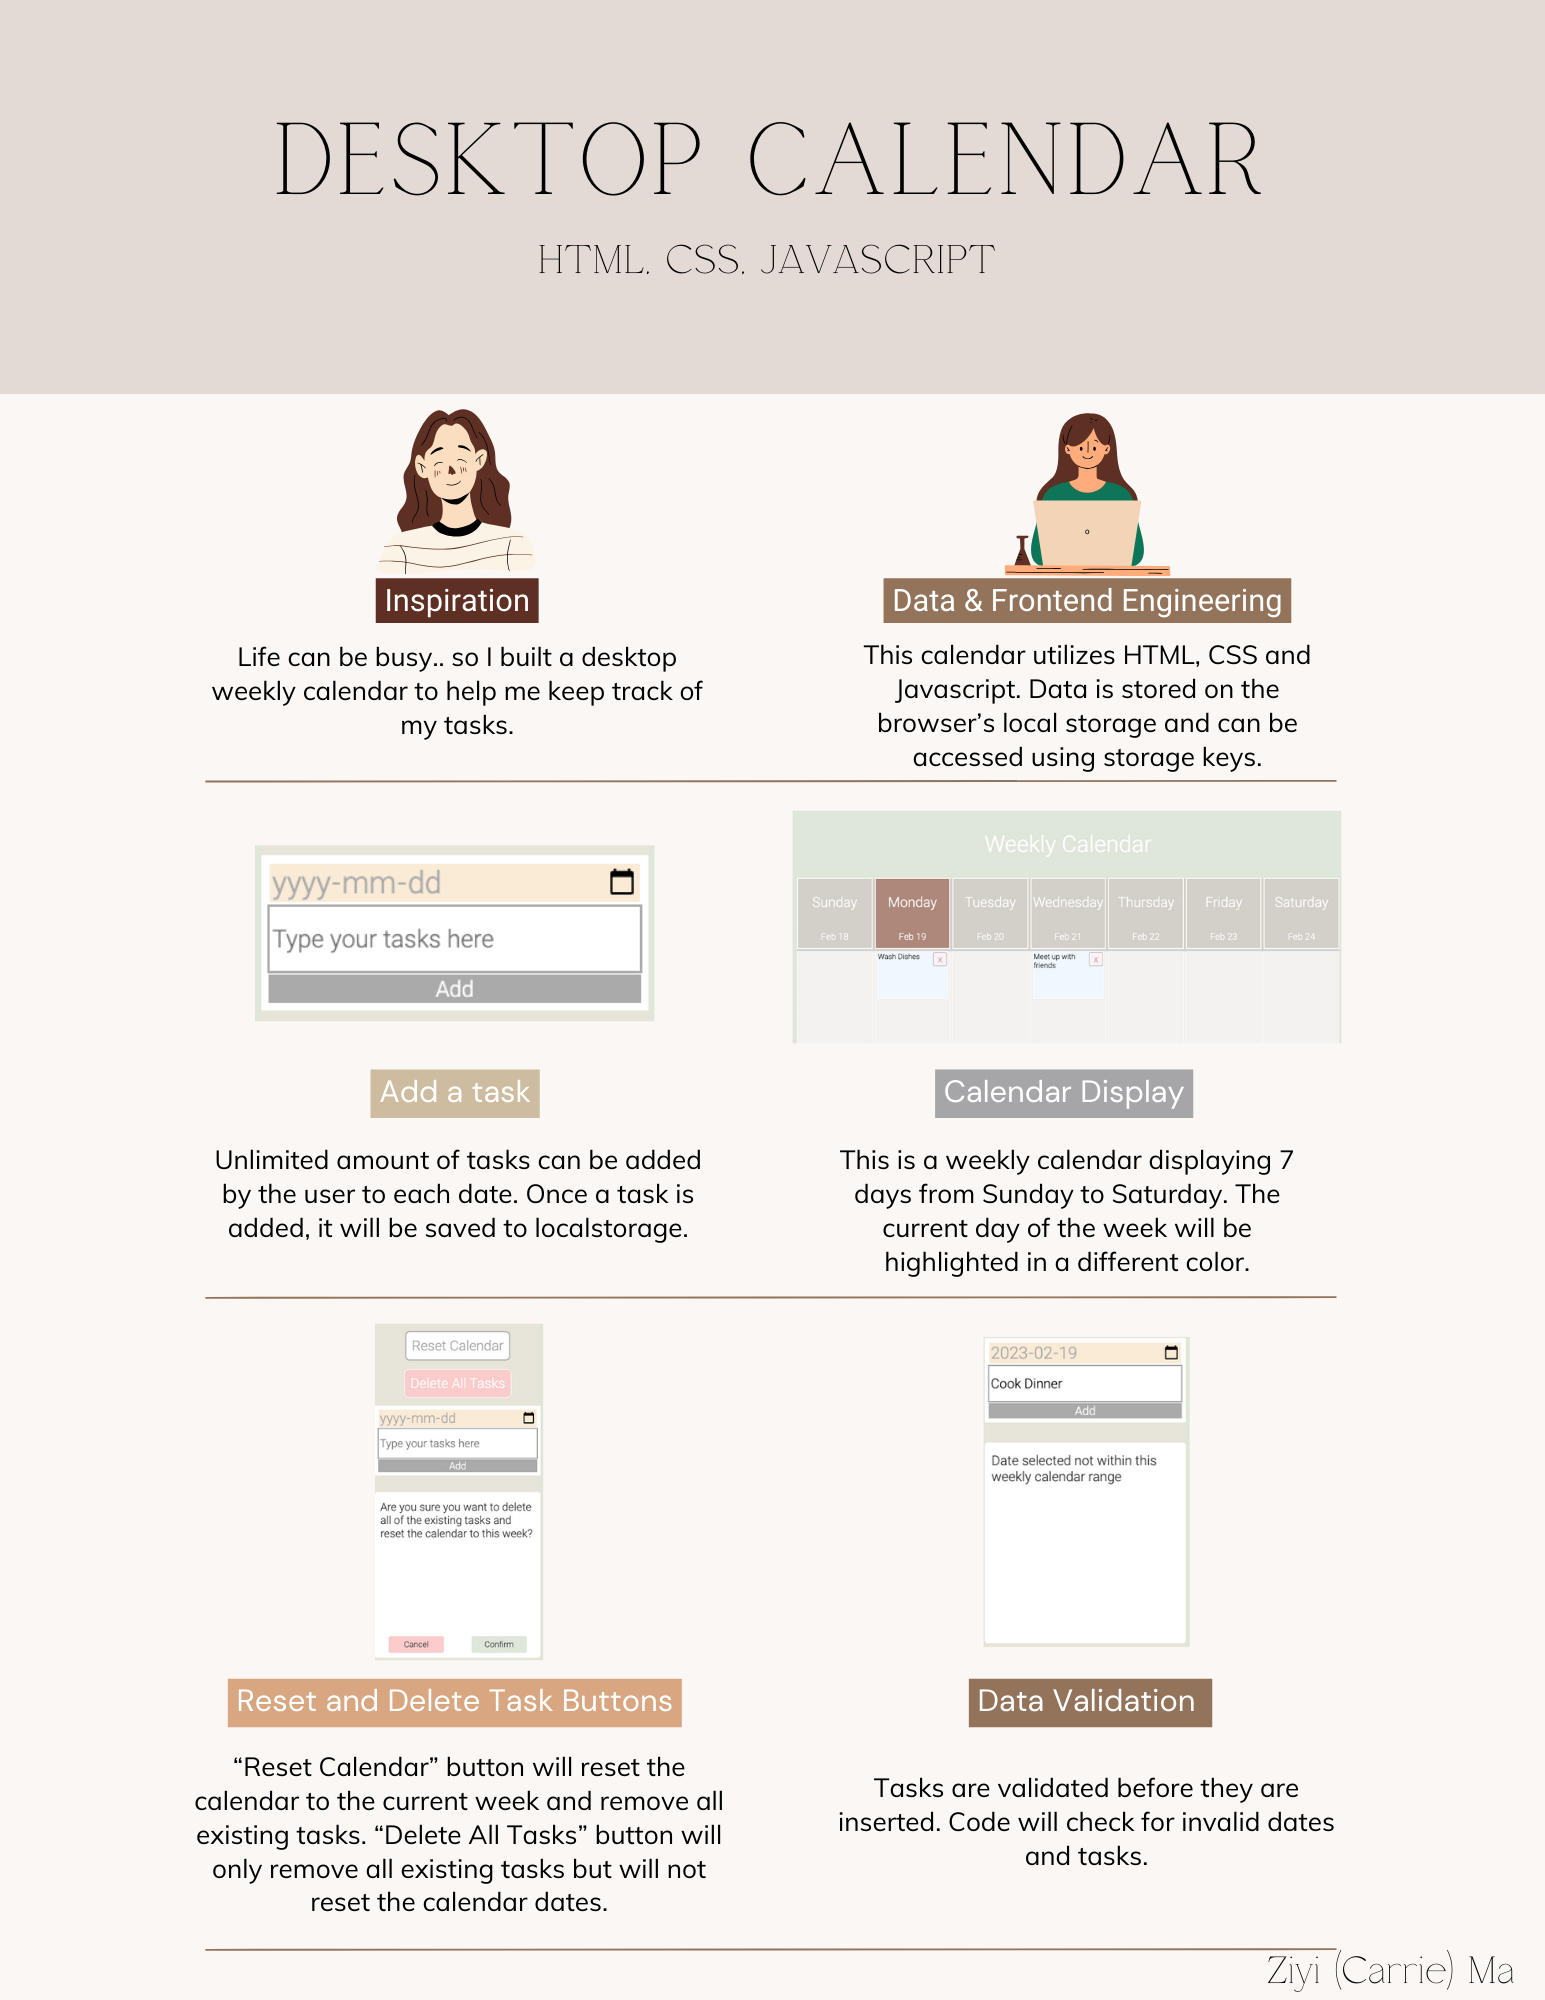 DESKTOP CALENDAR
HTML, CSS, JAVASCRIPT
Inspiration
Life can be busy.. so I built a desktop
weekly calendar to help me keep track of
my tasks.
Data & Frontend Engineering
This calendar utilizes HTML, CSS and
Javascript. Data is stored on the
browser's local storage and can be
accessed using storage keys.
yyyy-mm-dd
Type your tasks here
Add
Add a task
Unlimited amount of tasks can be added
by the user to each date. Once a task is
added, it will be saved to localstorage.
Weekly Calendar
Sunday Monday Tuesday Wednesday Thursday Friday Saturday
Feb 18 Feb 19 Feb 20 Feb 21 Feb 22 Feb 23 Feb 24
Wash Dishes x Meet up with x
friends
Calendar Display
This is a weekly calendar displaying 7
days from Sunday to Saturday. The
current day of the week will be
highlighted in a different color.
Reset Calendar
Delete All Tasks
yyyy-mm-dd
Type your tasks here
Add
Are you sure you want to delete
all of the existing tasks and
reset the calendar to this week?
Cancel Confirm
Reset and Delete Task Buttons
“Reset Calendar” button will reset the
calendar to the current week and remove all
existing tasks. “Delete All Tasks” button will
only remove all existing tasks but will not
reset the calendar dates.
2023-02-19
Cook Dinner
Add
Date selected not within this
weekly calendar range
Data Validation
Tasks are validated before they are
inserted. Code will check for invalid dates
and tasks.
Ziyi (Carrie) Ma